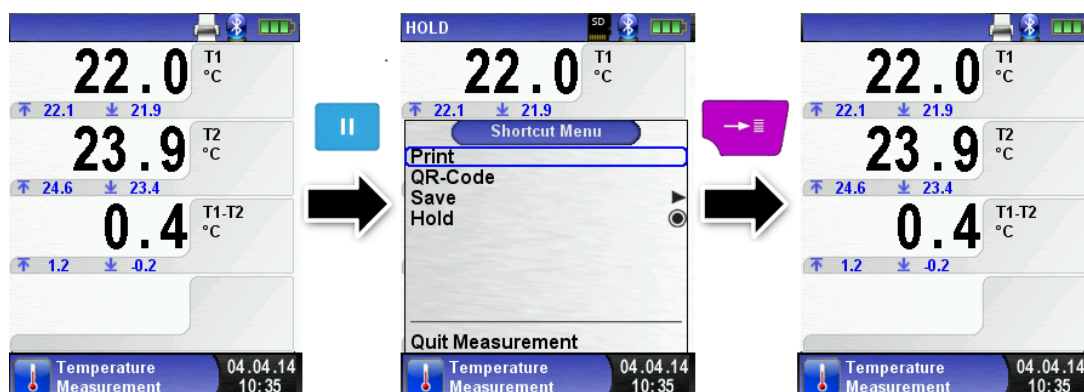 22.0 T1
°C
22.1 21.9
23.9 T2
°C
24.6 23.4
0.4 T1-T2
°C
1.2 -0.2
Temperature 04.04.14
Measurement 10:35
HOLD SD
22.0 T1
°C
22.1 21.9
Shortcut Menu
Print
QR-Code
Save
Hold
Quit Measurement
Temperature 04.04.14
Measurement 10:35
22.0 T1
°C
22.1 21.9
23.9 T2
°C
24.6 23.4
0.4 T1-T2
°C
1.2 -0.2
Temperature 04.04.14
Measurement 10:35